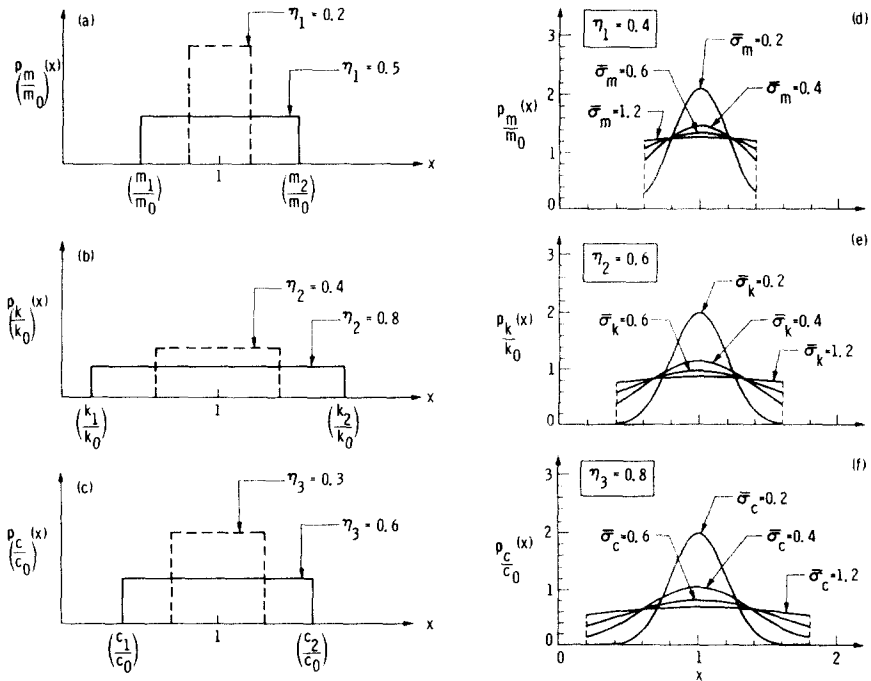 (a)
η1 = 0.2
η1 = 0.5
p(m/m0)(x)
(m1/m0)
1
(m2/m0)
x
(b)
η2 = 0.4
η2 = 0.8
p(k/k0)(x)
(k1/k0)
1
(k2/k0)
x
(c)
η3 = 0.3
η3 = 0.6
p(c/c0)(x)
(c1/c0)
1
(c2/c0)
x
(d)
η1 = 0.4
σ̅m=0.2
σ̅m=0.6
σ̅m=0.4
σ̅m=1.2
pm/m0(x)
3
2
1
0
1
2
(e)
η2 = 0.6
σ̅k=0.2
σ̅k=0.6
σ̅k=0.4
σ̅k=1.2
pk/k0(x)
3
2
1
0
(f)
η3 = 0.8
σ̅c=0.2
σ̅c=0.6
σ̅c=0.4
σ̅c=1.2
pc/c0(x)
3
2
1
0
0
1
2
x